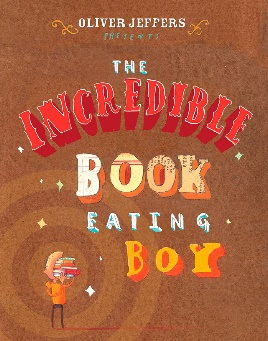 OLIVER JEFFERS
PRESENTS
THE
INCREDIBLE
BOOK
EATING
BOY